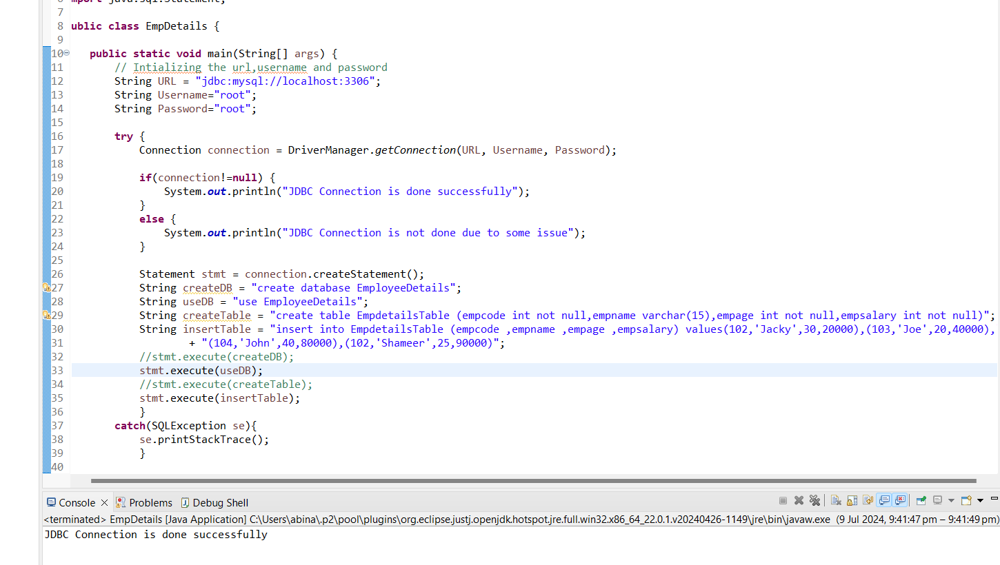 6 mport java.sql.Statement;
7
8 ublic class EmpDetails {
9
10 public static void main(String[] args) {
11 // Intializing the url,username and password
12 String URL = "jdbc:mysql://localhost:3306";
13 String Username="root";
14 String Password="root";
15
16 try {
17 Connection connection = DriverManager.getConnection(URL, Username, Password);
18
19 if(connection!=null) {
20 System.out.println("JDBC Connection is done successfully");
21 }
22 else {
23 System.out.println("JDBC Connection is not done due to some issue");
24 }
25
26 Statement stmt = connection.createStatement();
27 String createDB = "create database EmployeeDetails";
28 String useDB = "use EmployeeDetails";
29 String createTable = "create table EmpdetailsTable (empcode int not null,empname varchar(15),empage int not null,empsalary int not null)";
30 String insertTable = "insert into EmpdetailsTable (empcode ,empname ,empage ,empsalary) values(102,'Jacky',30,20000),(103,'Joe',20,40000),
31 + "(104,'John',40,80000),(102,'Shameer',25,90000)";
32 //stmt.execute(createDB);
33 stmt.execute(useDB);
34 //stmt.execute(createTable);
35 stmt.execute(insertTable);
36 }
37 catch(SQLException se){
38 se.printStackTrace();
39 }
40
Console Problems Debug Shell
<terminated> EmpDetails [Java Application] C:\Users\abina\.p2\pool\plugins\org.eclipse.justj.openjdk.hotspot.jre.full.win32.x86_64_22.0.1.v20240426-1149\jre\bin\javaw.exe (9 Jul 2024, 9:41:47 pm – 9:41:49 pm)
JDBC Connection is done successfully